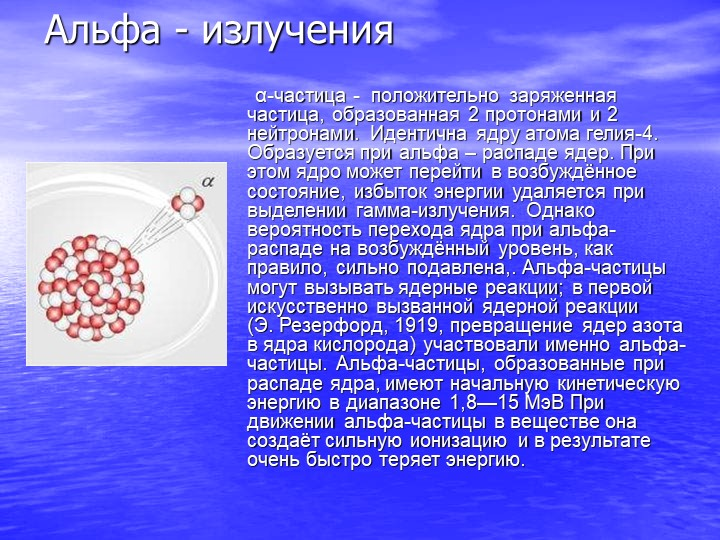 Альфа - излучения
α-частица - положительно заряженная
частица, образованная 2 протонами и 2
нейтронами. Идентична ядру атома гелия-4.
Образуется при альфа – распаде ядер. При
этом ядро может перейти в возбуждённое
состояние, избыток энергии удаляется при
выделении гамма-излучения. Однако
вероятность перехода ядра при альфа-
распаде на возбуждённый уровень, как
правило, сильно подавлена,. Альфа-частицы
могут вызывать ядерные реакции; в первой
искусственно вызванной ядерной реакции
(Э. Резерфорд, 1919, превращение ядер азота
в ядра кислорода) участвовали именно альфа-
частицы. Альфа-частицы, образованные при
распаде ядра, имеют начальную кинетическую
энергию в диапазоне 1,8—15 МэВ При
движении альфа-частицы в веществе она
создаёт сильную ионизацию и в результате
очень быстро теряет энергию.
α